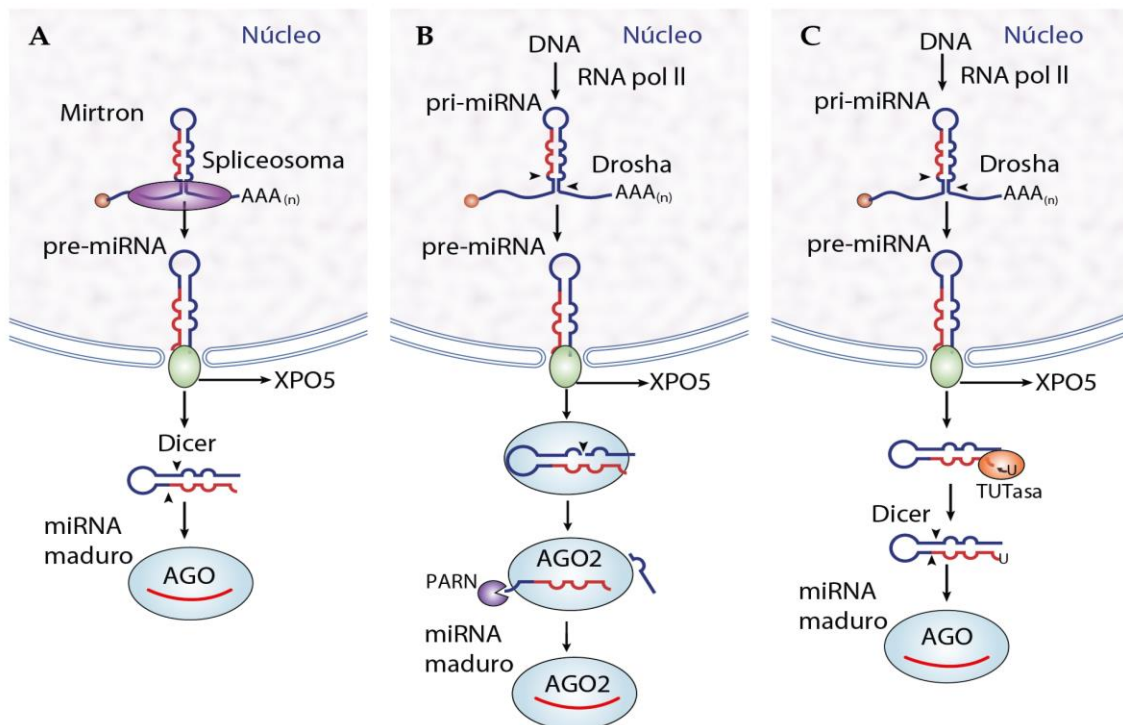 A
Núcleo
Mirtron
Spliceosoma
AAA(n)
pre-miRNA
XPO5
Dicer
miRNA
maduro
AGO
B
DNA
Núcleo
RNA pol II
pri-miRNA
Drosha
AAA(n)
pre-miRNA
XPO5
AGO2
PARN
miRNA
maduro
AGO2
C
DNA
Núcleo
RNA pol II
pri-miRNA
Drosha
AAA(n)
pre-miRNA
XPO5
U
TUTasa
Dicer
U
miRNA
maduro
AGO